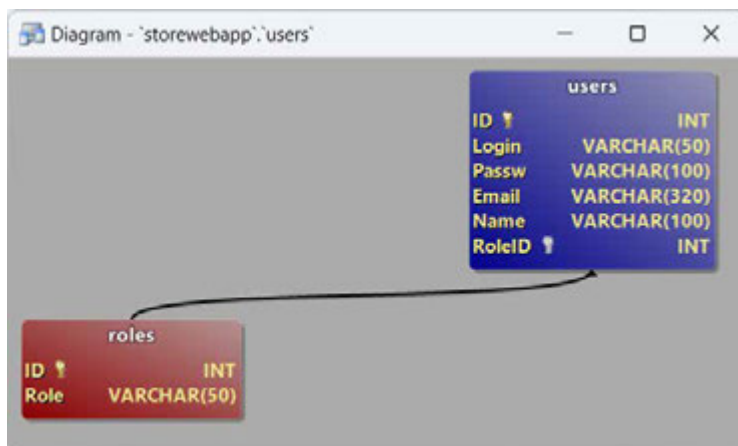 Diagram - `storewebapp`.`users`
users
ID INT
Login VARCHAR(50)
Passw VARCHAR(100)
Email VARCHAR(320)
Name VARCHAR(100)
RoleID INT
roles
ID INT
Role VARCHAR(50)